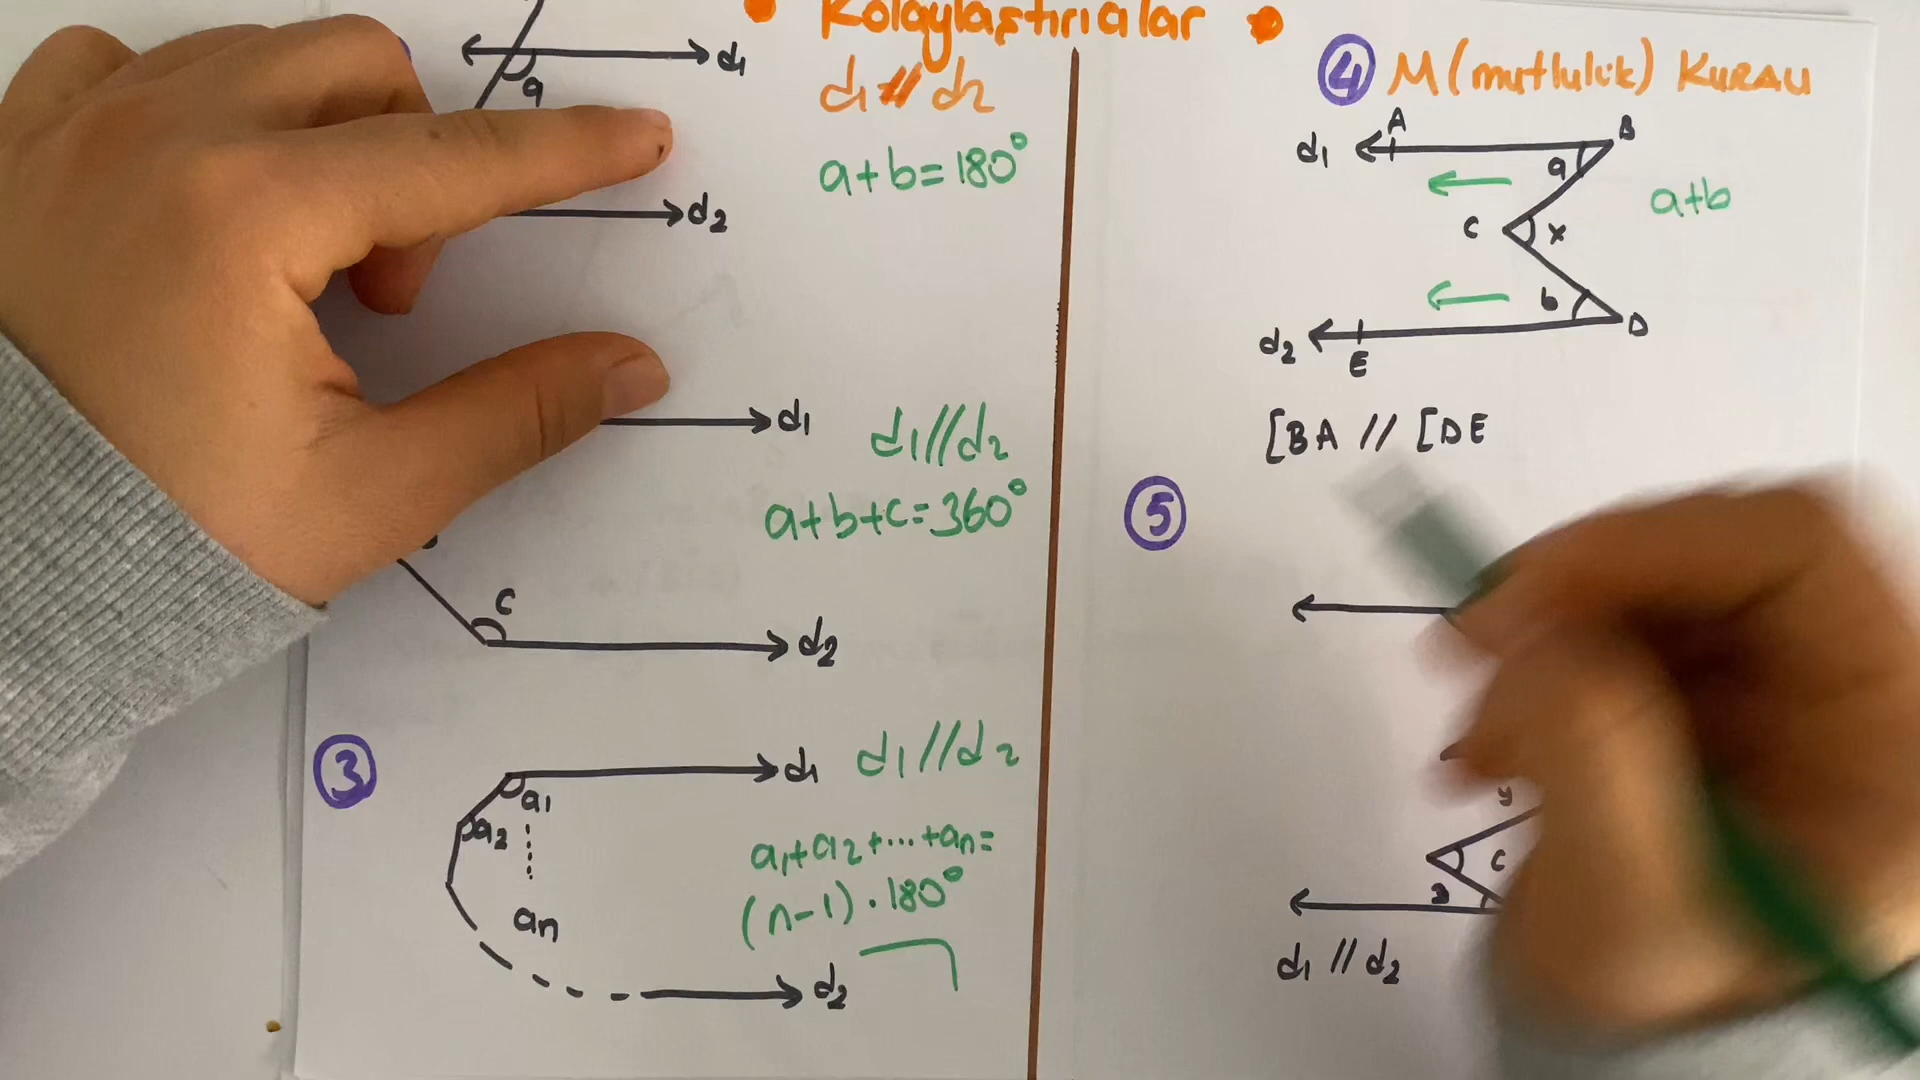 • Kolaylaştırıcılar •
d1 // d2
d1
a
a+b=180°
d2
d1
d1//d2
a+b+c=360°
c
d2
3
d1
d1//d2
a1
a2
an
a1+a2+...+an=
(n-1).180°
d2
4 M (mutluluk) KURALI
A
B
d1
a
a+b
C
x
b
d2
D
E
[BA // [DE
5
y
c
d1 // d2